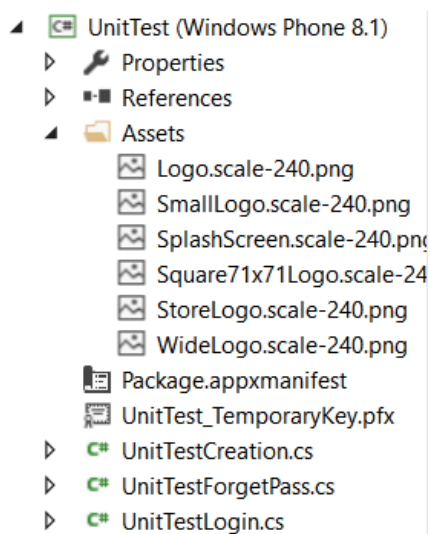 UnitTest (Windows Phone 8.1)
Properties
References
Assets
Logo.scale-240.png
SmallLogo.scale-240.png
SplashScreen.scale-240.png
Square71x71Logo.scale-24
StoreLogo.scale-240.png
WideLogo.scale-240.png
Package.appxmanifest
UnitTest_TemporaryKey.pfx
C# UnitTestCreation.cs
C# UnitTestForgetPass.cs
C# UnitTestLogin.cs